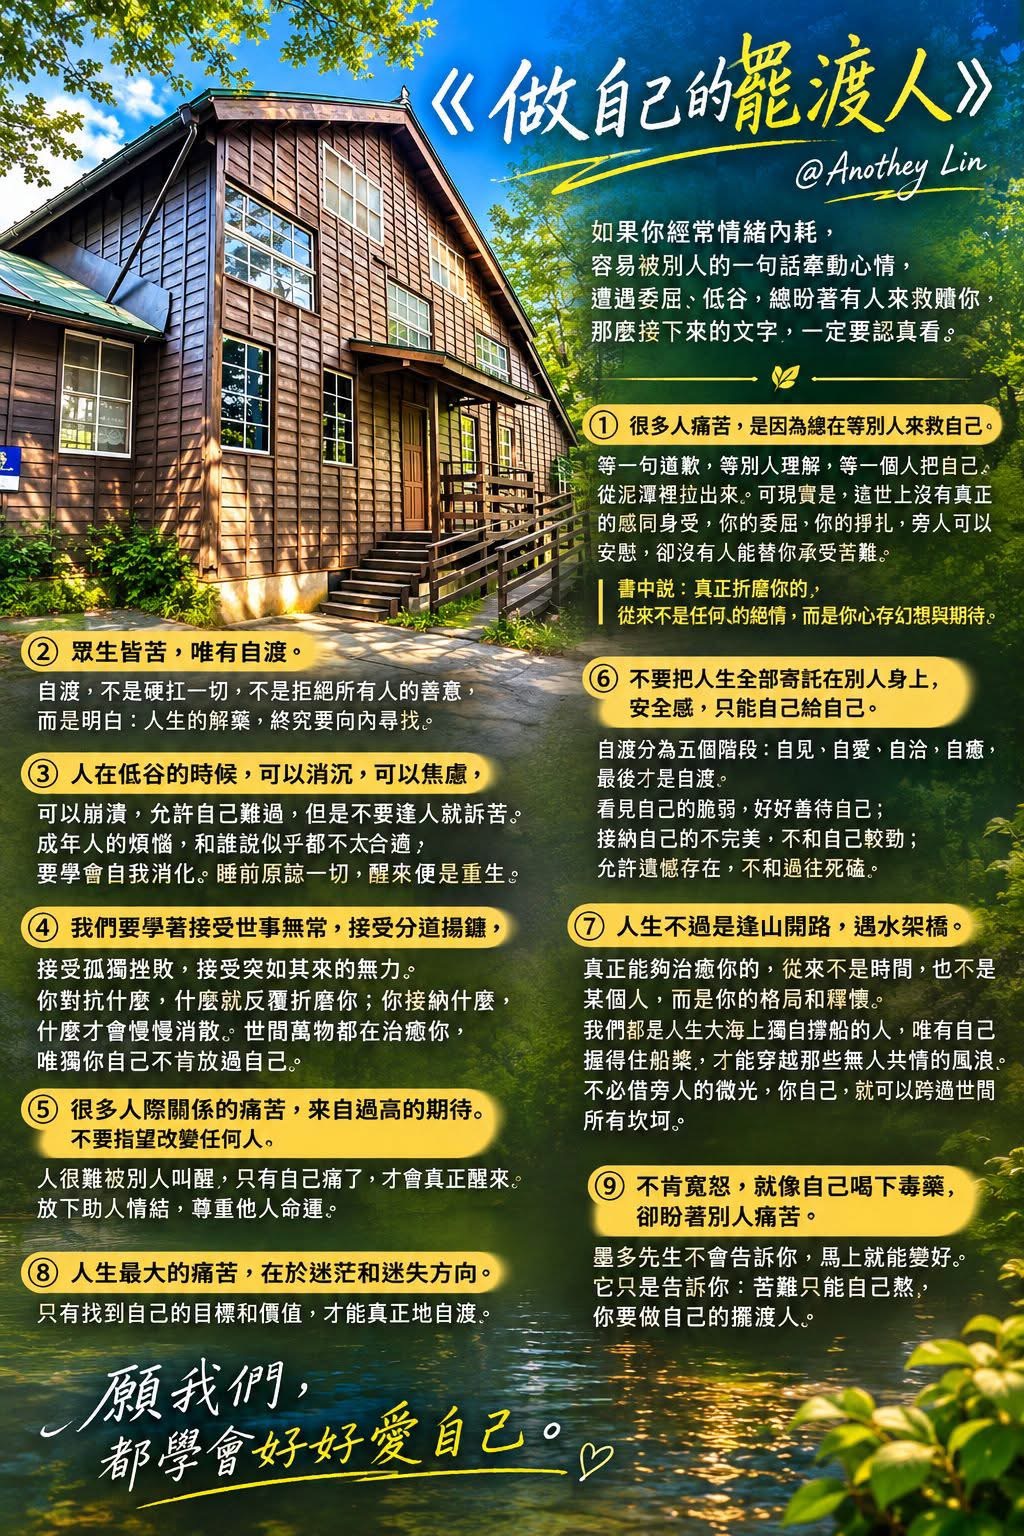 《做自己的罷渡人》
@Anothey Lin
如果你經常情緒內耗，
容易被別人的一句話牽動心情，
遭遇委屈、低谷，總盼著有人來救贖你，
那麼接下來的文字，一定要認真看。
① 很多人痛苦，是因為總在等別人來救自己。
等一句道歉，等別人理解，等一個人把自己
從泥潭裡拉出來。可現實是，這世上沒有真正
的感同身受，你的委屈，你的掙扎，旁人可以
安慰，卻沒有人能替你承受苦難。
書中説：真正折磨你的，
從來不是任何的絕情，而是你心存幻想與期待。
② 眾生皆苦，唯有自渡。
自渡，不是硬扛一切，不是拒絕所有人的善意，
而是明白：人生的解藥，終究要向內尋找。
③ 人在低谷的時候，可以消沉，可以焦慮，
可以崩潰，允許自己難過，但是不要逢人就訴苦。
成年人的煩惱，和誰説似乎都不太合適，
要學會自我消化。睡前原諒一切，醒來便是重生。
④ 我們要學著接受世事無常，接受分道揚鑣，
接受孤獨挫敗，接受突如其來的無力。
你對抗什麼，什麼就反覆折磨你；你接納什麼，
什麼才會慢慢消散。世間萬物都在治癒你，
唯獨你自己不肯放過自己。
⑤ 很多人際關係的痛苦，來自過高的期待。
不要指望改變任何人。
人很難被別人叫醒，只有自己痛了，才會真正醒來。
放下助人情結，尊重他人命運。
⑧ 人生最大的痛苦，在於迷茫和迷失方向。
只有找到自己的目標和價值，才能真正地自渡。
⑥ 不要把人生全部寄託在別人身上，
安全感，只能自己給自己。
自渡分為五個階段：自見、自愛、自洽，自癒，
最後才是自渡。
看見自己的脆弱，好好善待自己；
接納自己的不完美，不和自己較勁；
允許遺憾存在，不和過往死磕。
⑦ 人生不過是逢山開路，遇水架橋。
真正能夠治癒你的，從來不是時間，也不是
某個人，而是你的格局和釋懷。
我們都是人生大海上獨自撐船的人，唯有自己
握得住船槳，才能穿越那些無人共情的風浪。
不必借旁人的微光，你自己，就可以跨過世間
所有坎坷。
⑨ 不肯寬恕，就像自己喝下毒藥，
卻盼著別人痛苦。
墨多先生不會告訴你，馬上就能變好。
它只是告訴你：苦難只能自己熬，
你要做自己的擺渡人。
願我們，
都學會好好愛自己。